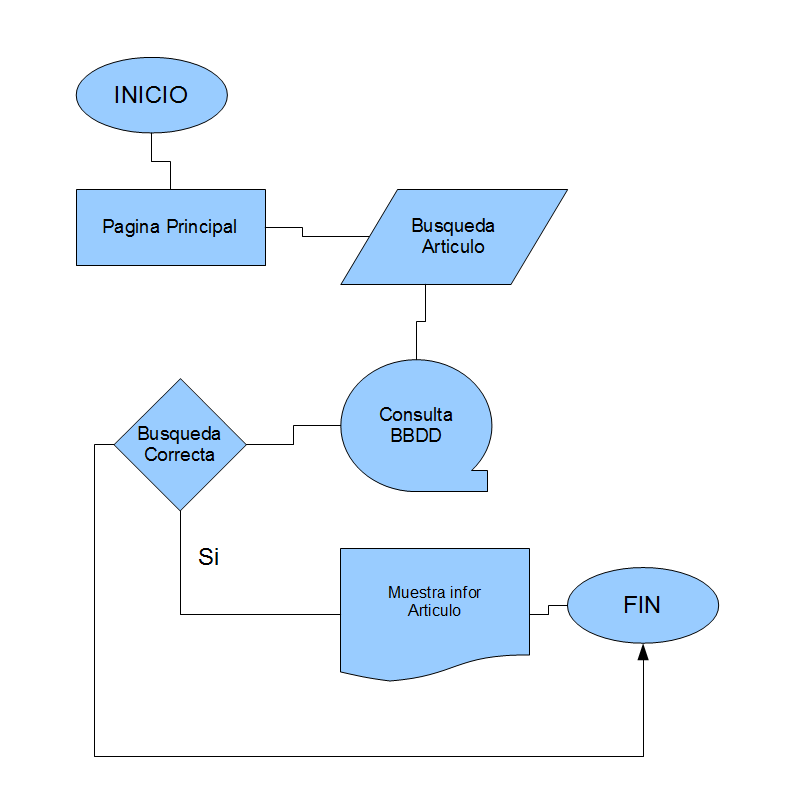 INICIO
Pagina Principal
Busqueda
Articulo
Consulta
BBDD
Busqueda
Correcta
Si
Muestra infor
Articulo
FIN